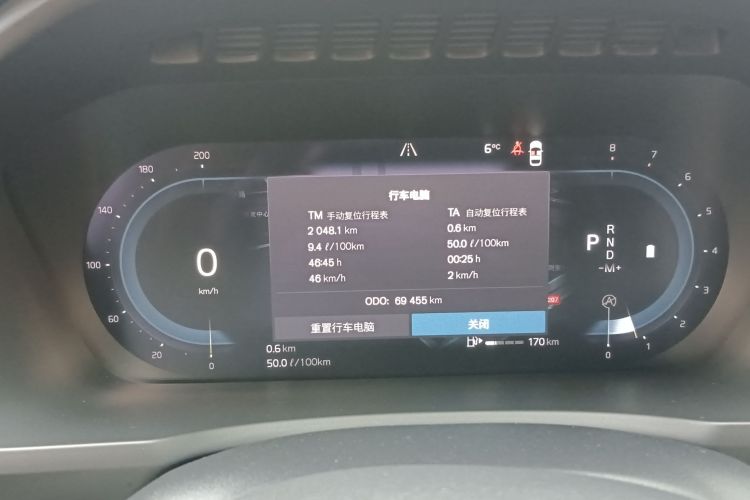 200
180
140
100
60
20
0
0
km/h
6°C
行车电脑
TM 手动复位行程表
2 048.1 km
9.4 ℓ/100km
46:45 h
46 km/h
TA 自动复位行程表
0.6 km
50.0 ℓ/100km
00:25 h
2 km/h
ODO: 69 455 km
重置行车电脑
关闭
0.6 km
50.0 ℓ/100km
170 km
8
7
6
5
4
3
2
1
0
P
R
N
D
-M+
A
207